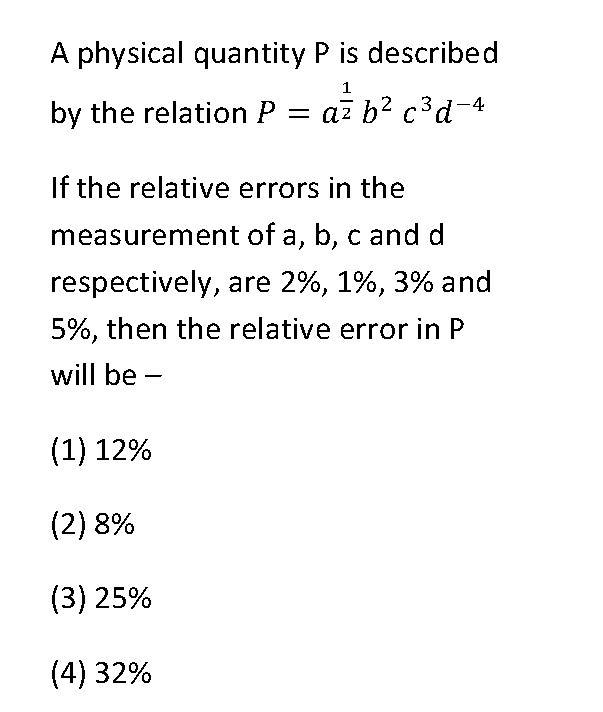 A physical quantity P is described
by the relation P = a^{1/2} b² c³d⁻⁴
If the relative errors in the
measurement of a, b, c and d
respectively, are 2%, 1%, 3% and
5%, then the relative error in P
will be –
(1) 12%
(2) 8%
(3) 25%
(4) 32%